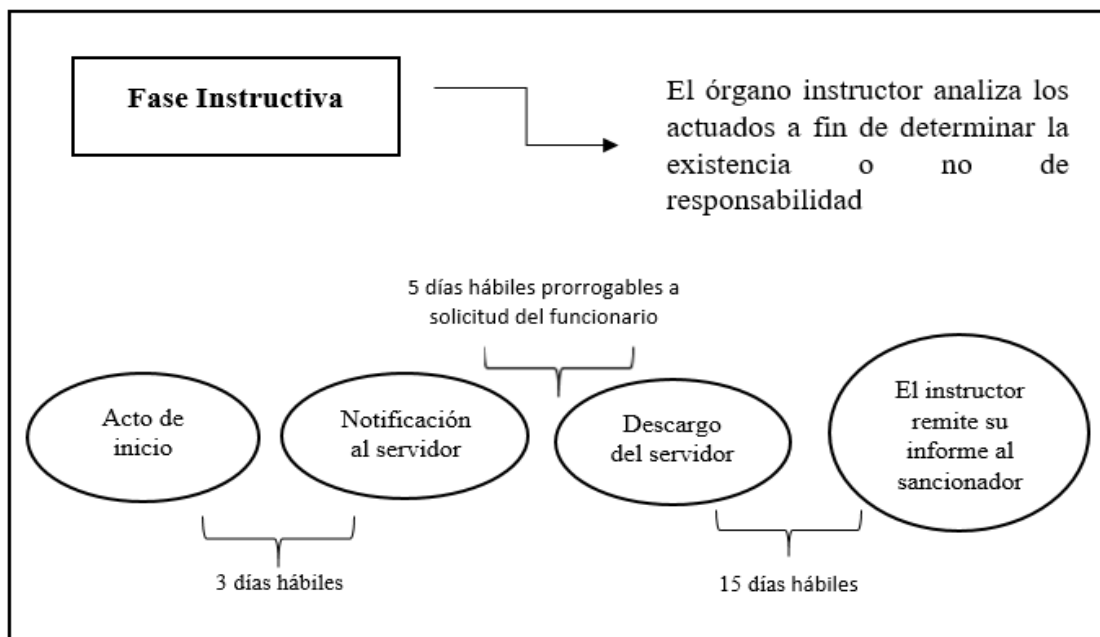 Fase Instructiva
El órgano instructor analiza los
actuados a fin de determinar la
existencia o no de
responsabilidad
5 días hábiles prorrogables a
solicitud del funcionario
Acto de
inicio
Notificación
al servidor
Descargo
del servidor
El instructor
remite su
informe al
sancionador
3 días hábiles
15 días hábiles